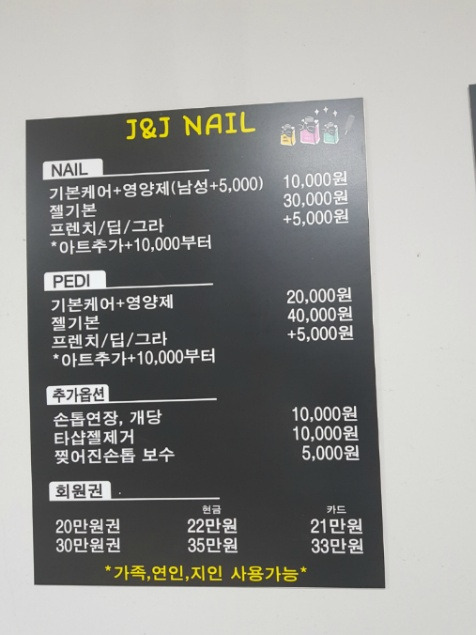 J&J NAIL
NAIL
기본케어+영양제(남성+5,000) 10,000원
젤기본 30,000원
프렌치/딥/그라 +5,000원
*아트추가+10,000부터
PEDI
기본케어+영양제 20,000원
젤기본 40,000원
프렌치/딥/그라 +5,000원
*아트추가+10,000부터
추가옵션
손톱연장, 개당 10,000원
타샵젤제거 10,000원
찢어진손톱 보수 5,000원
회원권
현금 카드
20만원권 22만원 21만원
30만원권 35만원 33만원
*가족,연인,지인 사용가능*